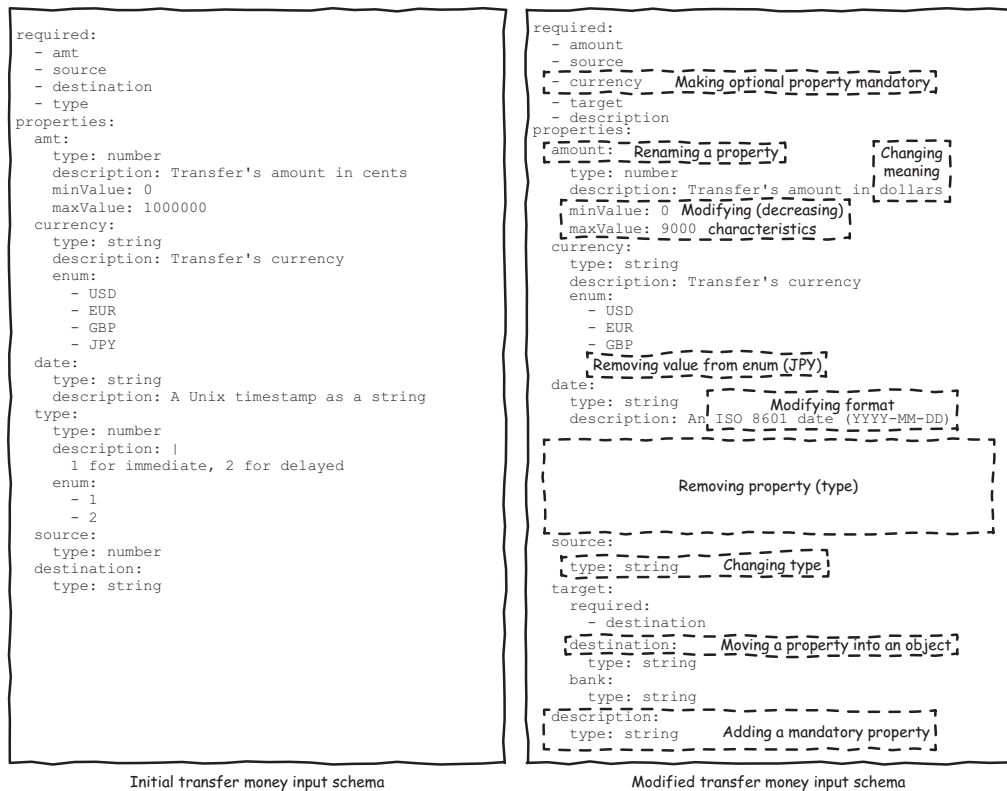 required:
- amt
- source
- destination
- type
properties:
amt:
type: number
description: Transfer's amount in cents
minValue: 0
maxValue: 1000000
currency:
type: string
description: Transfer's currency
enum:
- USD
- EUR
- GBP
- JPY
date:
type: string
description: A Unix timestamp as a string
type:
type: number
description: |
1 for immediate, 2 for delayed
enum:
- 1
- 2
source:
type: number
destination:
type: string
Initial transfer money input schema
required:
- amount
- source
- currency Making optional property mandatory
- target
- description
properties:
amount: Renaming a property
Changing
meaning
type: number
description: Transfer's amount in dollars
minValue: 0 Modifying (decreasing)
maxValue: 9000 characteristics
currency:
type: string
description: Transfer's currency
enum:
- USD
- EUR
- GBP
Removing value from enum (JPY)
date:
type: string
Modifying format
description: An ISO 8601 date (YYYY-MM-DD)
Removing property (type)
source:
type: string Changing type
target:
required:
- destination
destination: Moving a property into an object
type: string
bank:
type: string
description:
type: string Adding a mandatory property
Modified transfer money input schema